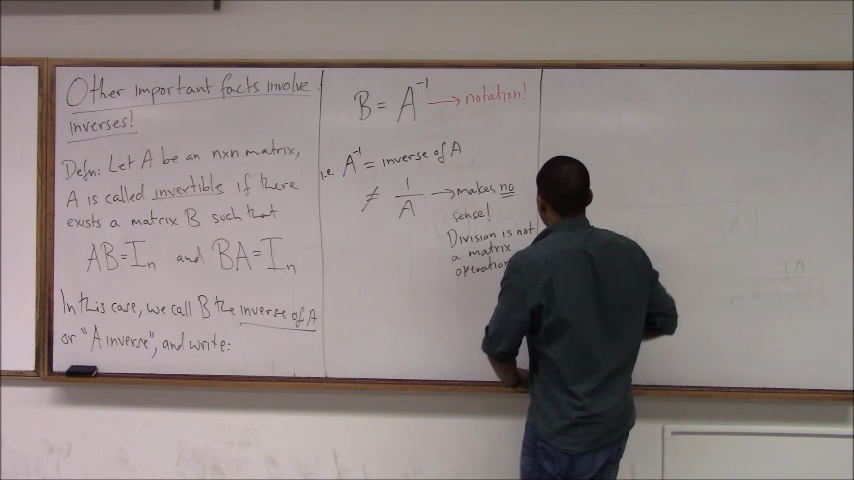 Other important facts involve
inverses!
Defn: Let A be an nxn matrix,
A is called invertible if there
exists a matrix B such that
AB=Iₙ and BA=Iₙ
In this case, we call B the inverse of A
or "A inverse", and write:
B = A⁻¹ → notation!
i.e A⁻¹ = inverse of A
≠ 1/A → makes no
sense!
Division is not
a matrix
operation